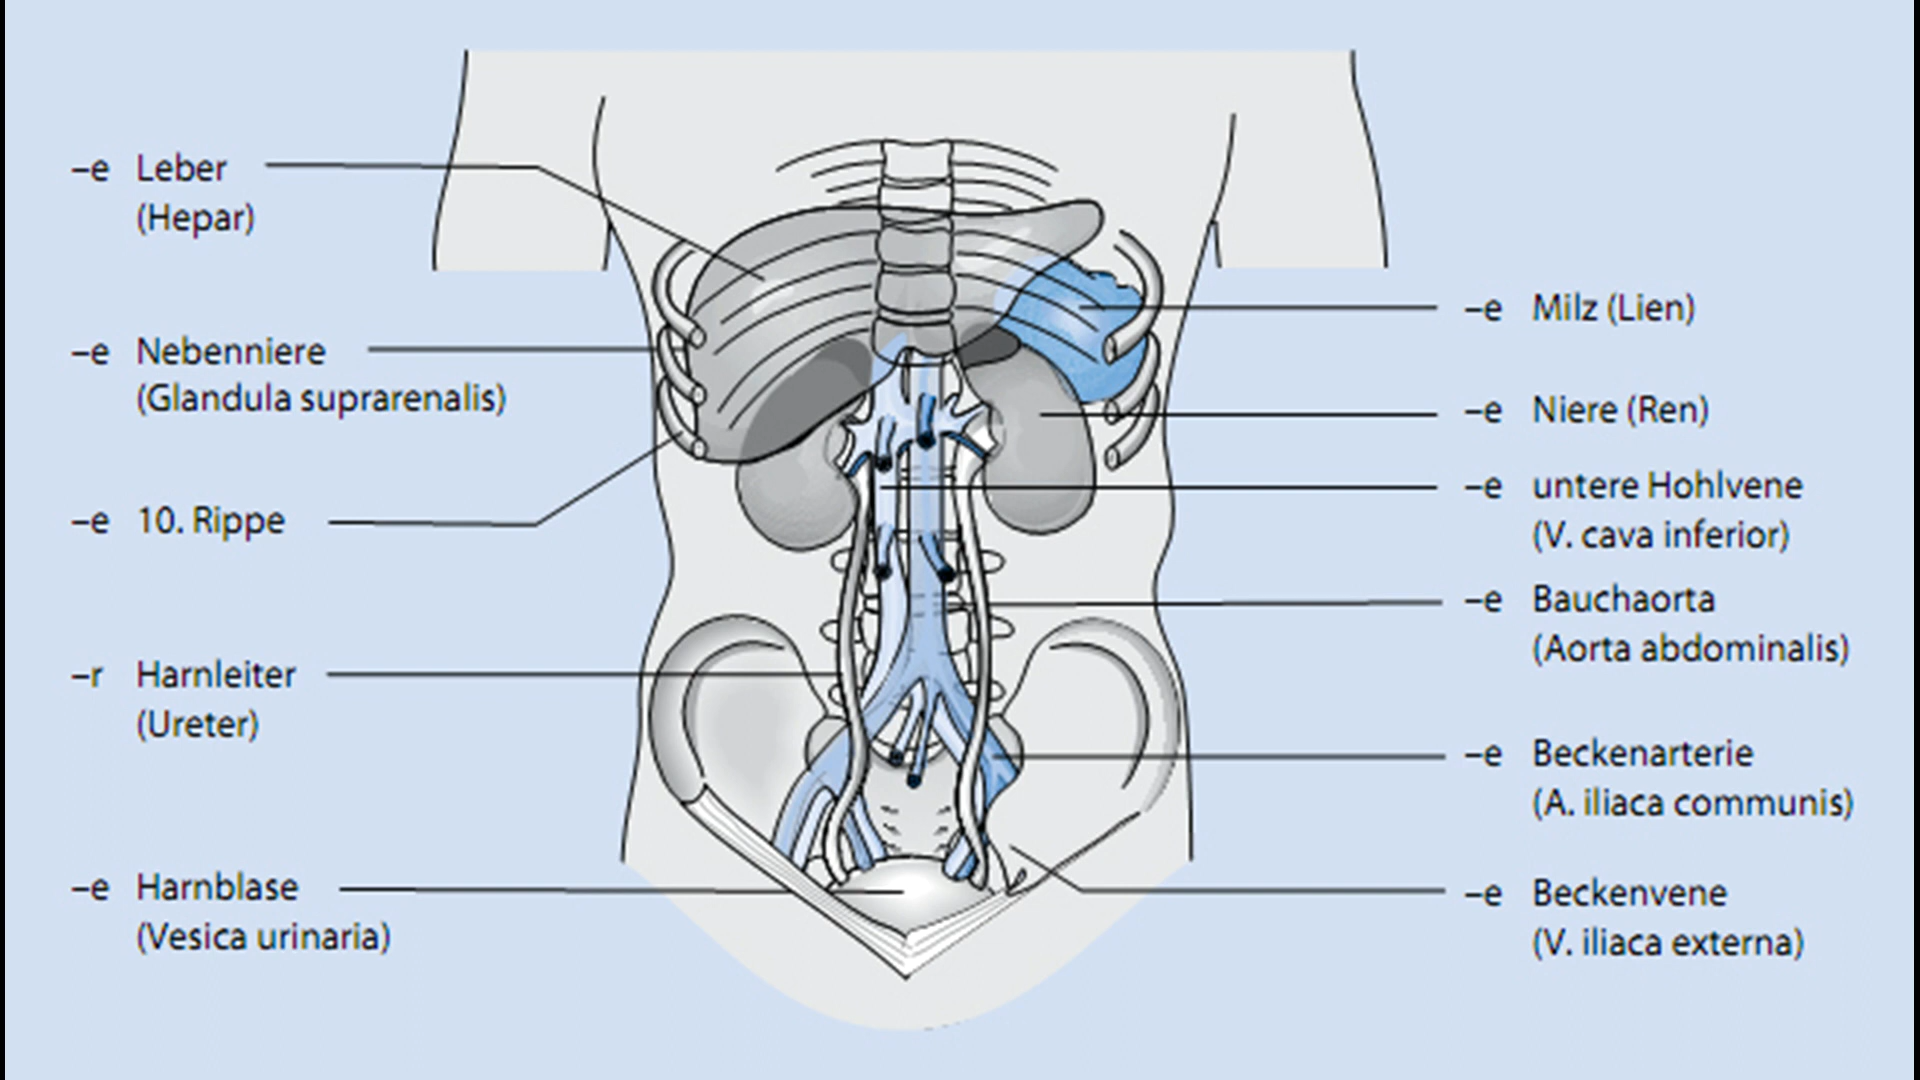 –e Leber
(Hepar)
–e Nebenniere
(Glandula suprarenalis)
–e 10. Rippe
–r Harnleiter
(Ureter)
–e Harnblase
(Vesica urinaria)
–e Milz (Lien)
–e Niere (Ren)
–e untere Hohlvene
(V. cava inferior)
–e Bauchaorta
(Aorta abdominalis)
–e Beckenarterie
(A. iliaca communis)
–e Beckenvene
(V. iliaca externa)